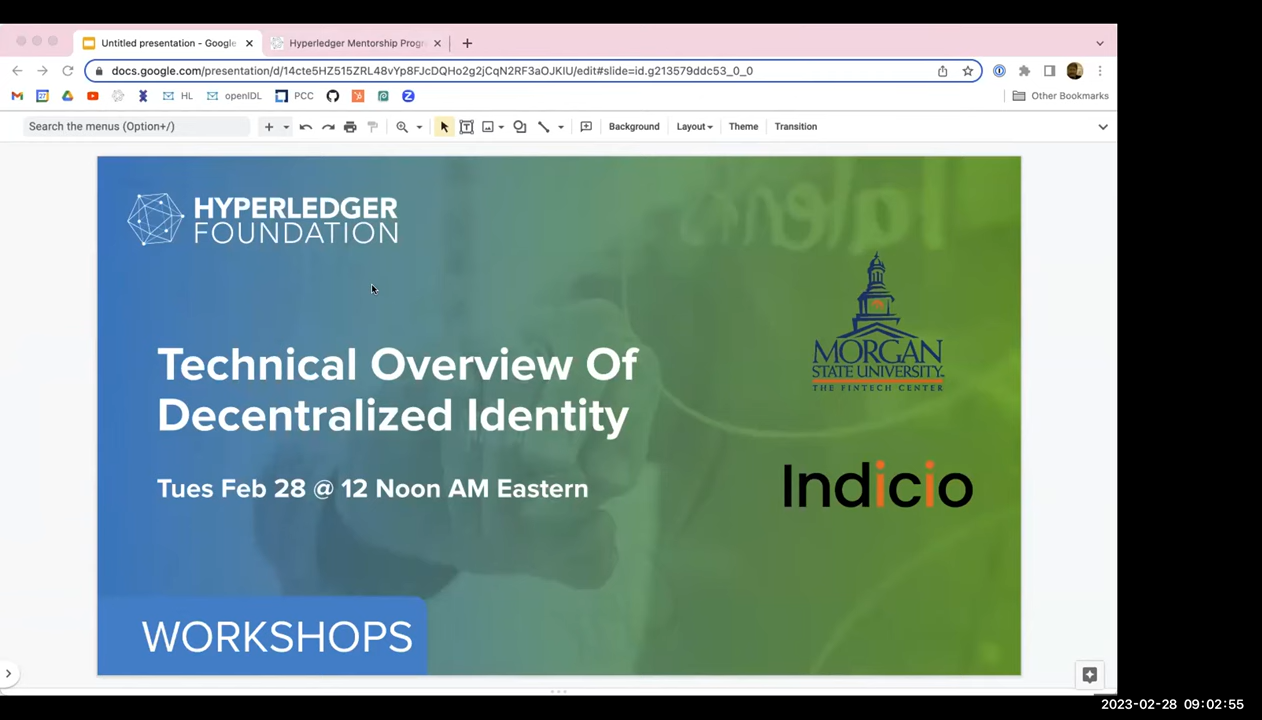 Untitled presentation - Google
Hyperledger Mentorship Progr
docs.google.com/presentation/d/14cte5HZ515ZRL48vYp8FJcDQHo2g2jCqN2RF3aOJKIU/edit#slide=id.g213579ddc53_0_0
HL
openIDL
PCC
Other Bookmarks
Search the menus (Option+/)
Background
Layout
Theme
Transition
HYPERLEDGER
FOUNDATION
Talent
MORGAN
STATE UNIVERSITY
THE FINTECH CENTER
Technical Overview Of
Decentralized Identity
Tues Feb 28 @ 12 Noon AM Eastern
Indicio
WORKSHOPS
2023-02-28 09:02:55